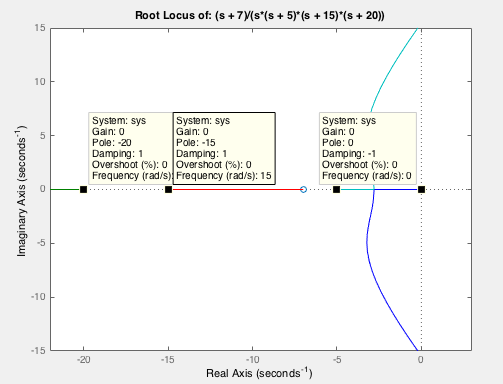 Root Locus of: (s + 7)/(s*(s + 5)*(s + 15)*(s + 20))
15
10
5
0
-5
-10
-15
Imaginary Axis (seconds⁻¹)
System: sys
Gain: 0
Pole: -20
Damping: 1
Overshoot (%): 0
Frequency (rad/s):
System: sys
Gain: 0
Pole: -15
Damping: 1
Overshoot (%): 0
Frequency (rad/s): 15
System: sys
Gain: 0
Pole: 0
Damping: -1
Overshoot (%): 0
Frequency (rad/s): 0
-20
-15
-10
-5
0
Real Axis (seconds⁻¹)